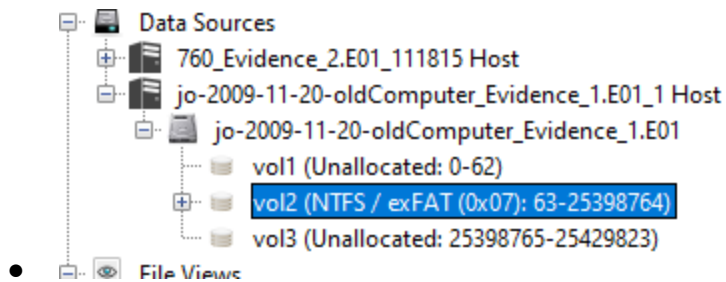 Data Sources
760_Evidence_2.E01_111815 Host
jo-2009-11-20-oldComputer_Evidence_1.E01_1 Host
jo-2009-11-20-oldComputer_Evidence_1.E01
vol1 (Unallocated: 0-62)
vol2 (NTFS / exFAT (0x07): 63-25398764)
vol3 (Unallocated: 25398765-25429823)
File Views